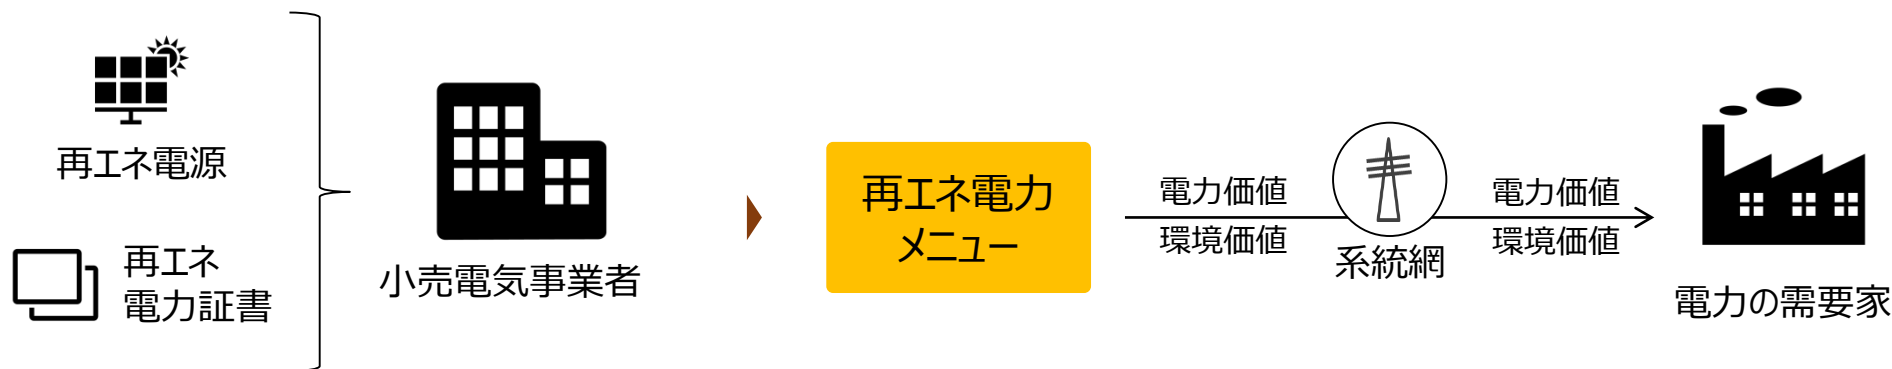 再エネ電源
再エネ
電力証書
小売電気事業者
再エネ電力
メニュー
電力価値
環境価値
系統網
電力価値
環境価値
電力の需要家